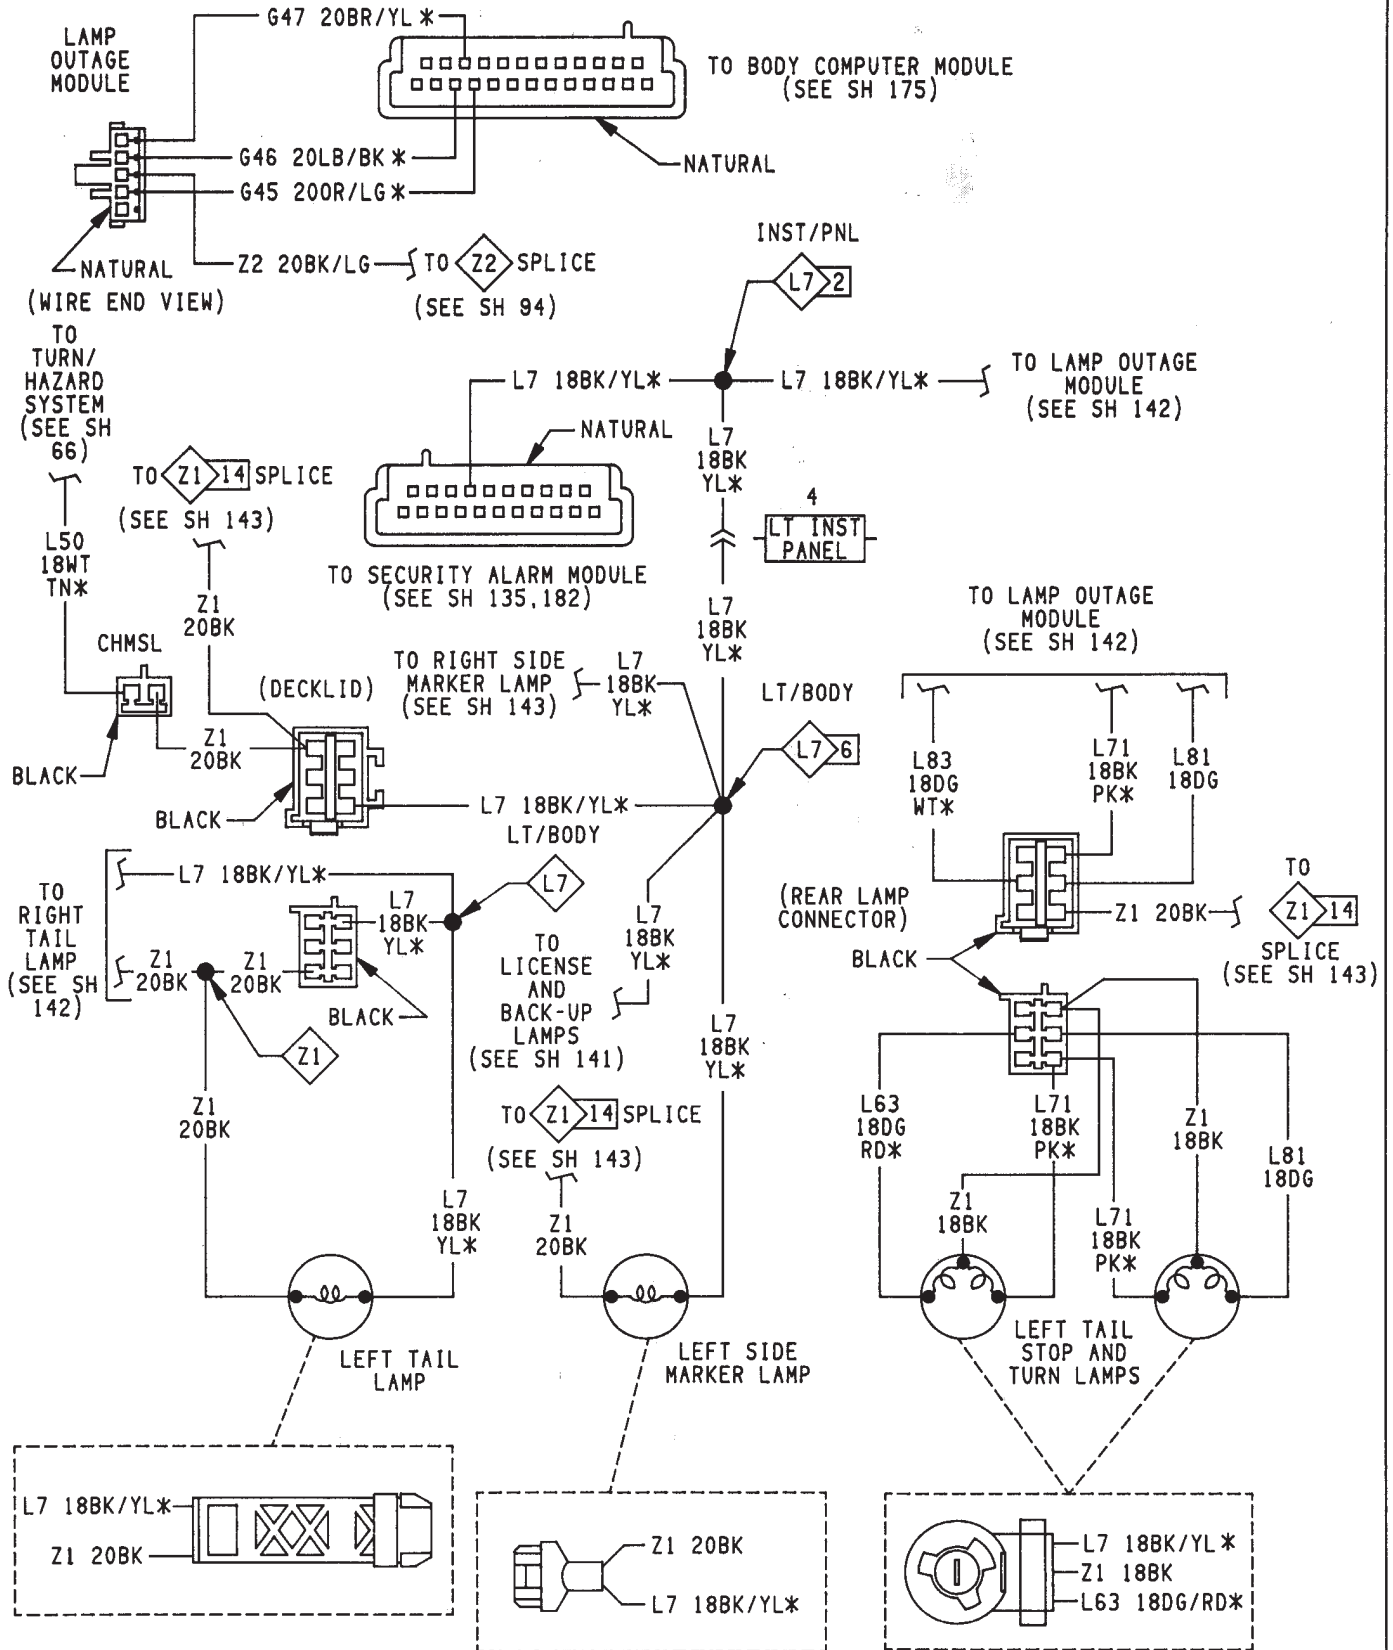 G47 20BR/YL *
LAMP
OUTAGE
MODULE
TO BODY COMPUTER MODULE
(SEE SH 175)
G46 20LB/BK *
NATURAL
G45 20OR/LG*
INST/PNL
L7 2
Z2 20BK/LG
TO Z2 SPLICE
(SEE SH 94)
NATURAL
(WIRE END VIEW)
TO
TURN/
HAZARD
SYSTEM
(SEE SH
66)
L7 18BK/YL*
L7 18BK/YL*
TO LAMP OUTAGE
MODULE
(SEE SH 142)
NATURAL
L7
18BK
YL*
TO Z1 14 SPLICE
(SEE SH 143)
4
LT INST
PANEL
L50
18WT
TN*
TO SECURITY ALARM MODULE
(SEE SH 135,182)
Z1
20BK
L7
18BK
YL*
TO LAMP OUTAGE
MODULE
(SEE SH 142)
CHMSL
(DECKLID)
TO RIGHT SIDE
MARKER LAMP
(SEE SH 143)
L7
18BK
YL*
LT/BODY
L7 6
Z1
20BK
BLACK
BLACK
L7 18BK/YL*
L83
18DG
WT*
L71
18BK
PK*
L81
18DG
LT/BODY
L7
L7 18BK/YL*
TO
RIGHT
TAIL
LAMP
(SEE SH
142)
L7
18BK
YL*
Z1
20BK
Z1
20BK
BLACK
Z1
TO
LICENSE
AND
BACK-UP
LAMPS
(SEE SH 141)
L7
18BK
YL*
L7
18BK
YL*
(REAR LAMP
CONNECTOR)
BLACK
Z1 20BK
TO
Z1 14
SPLICE
(SEE SH 143)
Z1
20BK
TO Z1 14 SPLICE
(SEE SH 143)
L63
18DG
RD*
L71
18BK
PK*
Z1
18BK
L81
18DG
L7
18BK
YL*
Z1
20BK
Z1
18BK
L71
18BK
PK*
LEFT TAIL
LAMP
LEFT SIDE
MARKER LAMP
LEFT TAIL
STOP AND
TURN LAMPS
L7 18BK/YL*
Z1 20BK
Z1 20BK
L7 18BK/YL*
L7 18BK/YL*
Z1 18BK
L63 18DG/RD*